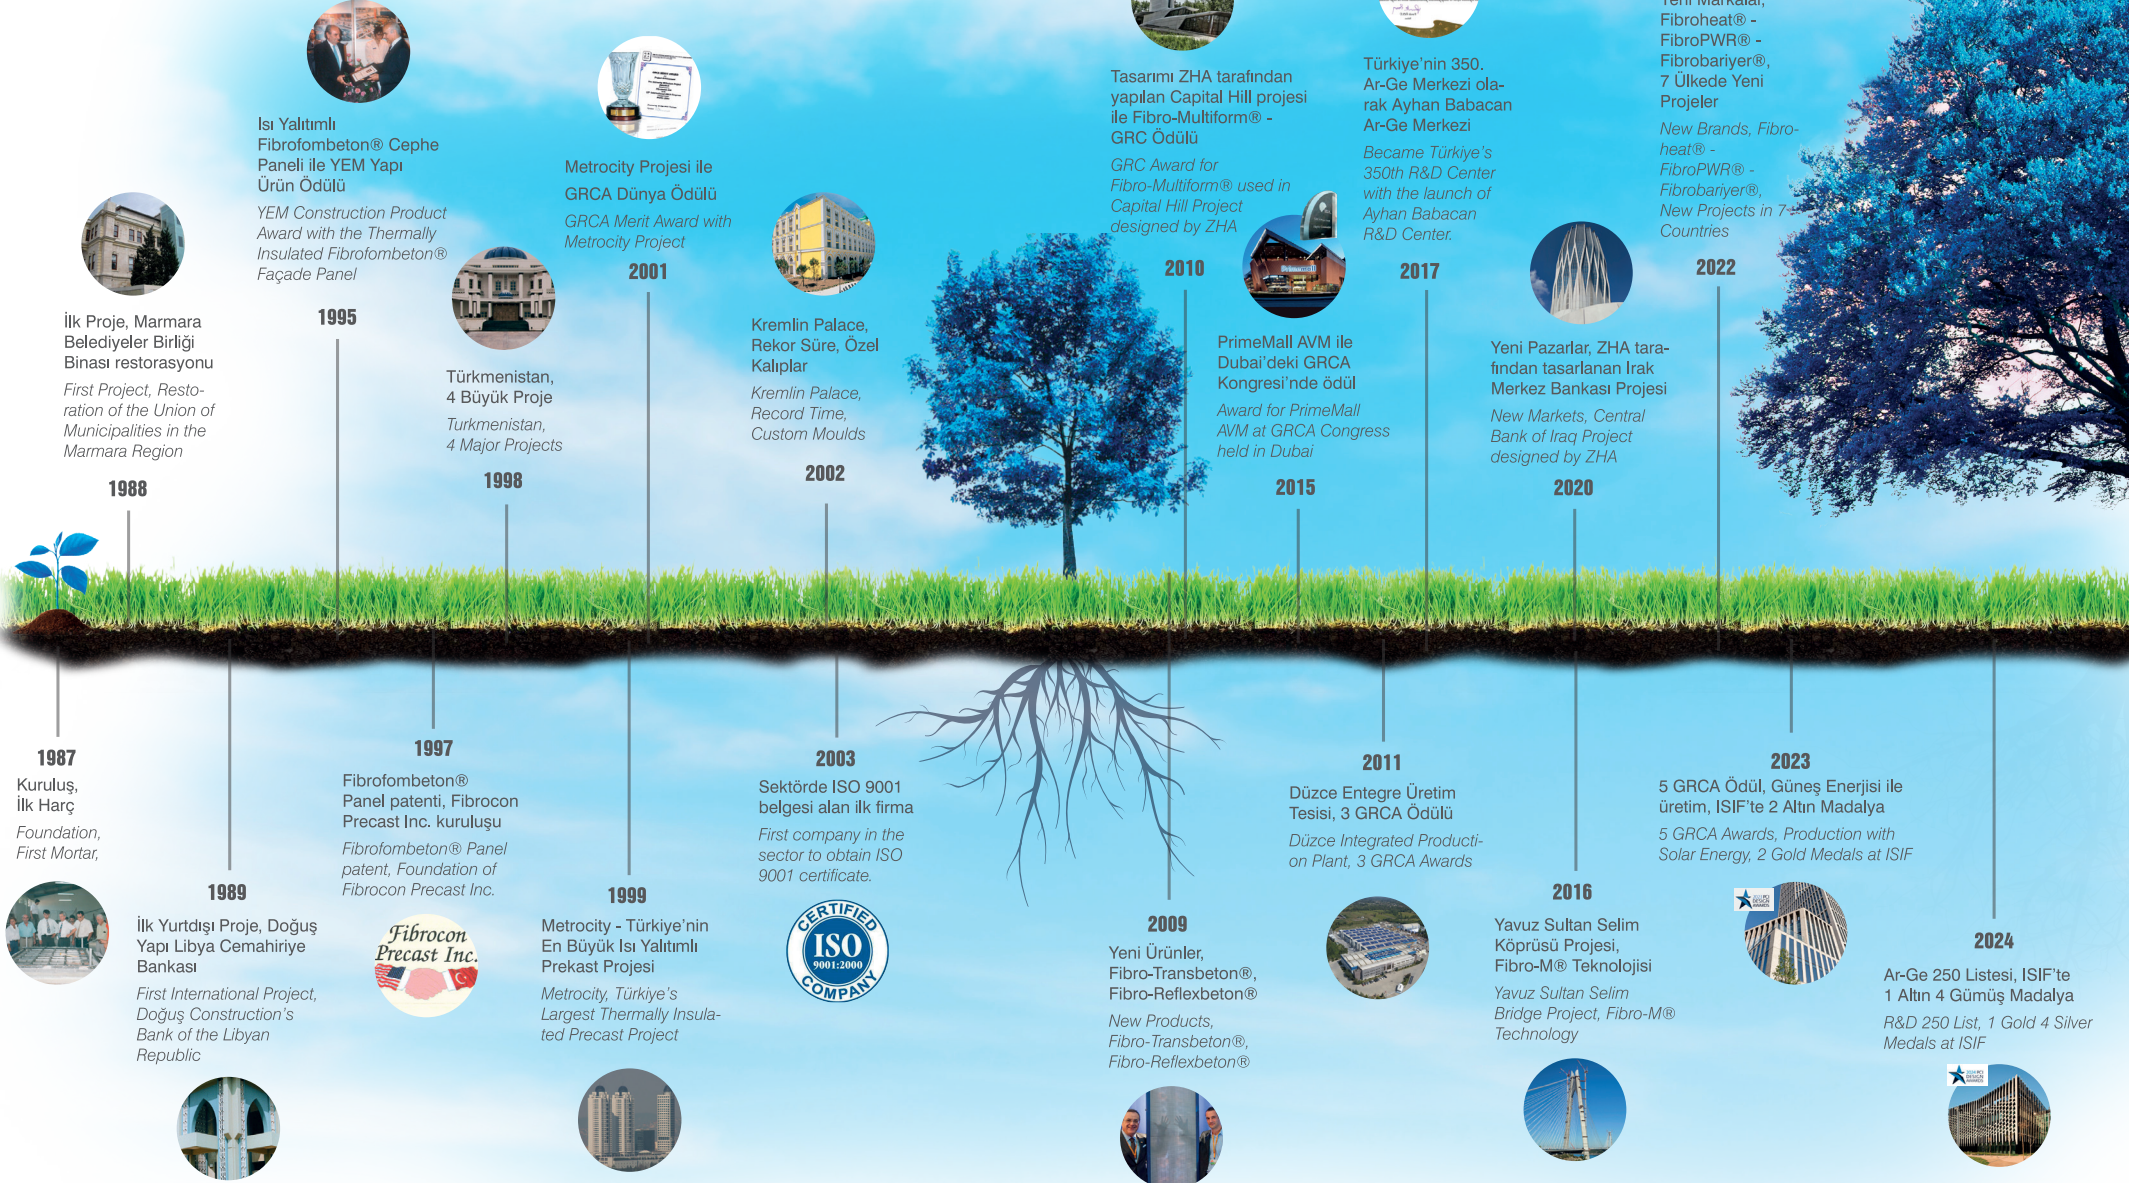 Isı Yalıtımlı
Fibrofombeton® Cephe
Paneli ile YEM Yapı
Ürün Ödülü
YEM Construction Product
Award with the Thermally
Insulated Fibrofombeton®
Façade Panel
1995
Metrocity Projesi ile
GRCA Dünya Ödülü
GRCA Merit Award with
Metrocity Project
2001
Tasarımı ZHA tarafından
yapılan Capital Hill projesi
ile Fibro-Multiform® -
GRC Ödülü
GRC Award for
Fibro-Multiform® used in
Capital Hill Project
designed by ZHA
2010
Türkiye'nin 350.
Ar-Ge Merkezi ola-
rak Ayhan Babacan
Ar-Ge Merkezi
Became Türkiye's
350th R&D Center
with the launch of
Ayhan Babacan
R&D Center.
2017
Yeni Markalar,
Fibroheat® -
FibroPWR® -
Fibrobariyer®,
7 Ülkede Yeni
Projeler
New Brands, Fibro-
heat® -
FibroPWR® -
Fibrobariyer®,
New Projects in 7
Countries
2022
İlk Proje, Marmara
Belediyeler Birliği
Binası restorasyonu
First Project, Resto-
ration of the Union of
Municipalities in the
Marmara Region
1988
Türkmenistan,
4 Büyük Proje
Turkmenistan,
4 Major Projects
1998
Kremlin Palace,
Rekor Süre, Özel
Kalıplar
Kremlin Palace,
Record Time,
Custom Moulds
2002
Primemall
PrimeMall AVM ile
Dubai'deki GRCA
Kongresi'nde ödül
Award for PrimeMall
AVM at GRCA Congress
held in Dubai
2015
Yeni Pazarlar, ZHA tara-
fından tasarlanan Irak
Merkez Bankası Projesi
New Markets, Central
Bank of Iraq Project
designed by ZHA
2020
1987
Kuruluş,
İlk Harç
Foundation,
First Mortar,
1989
İlk Yurtdışı Proje, Doğuş
Yapı Libya Cemahiriye
Bankası
First International Project,
Doğuş Construction's
Bank of the Libyan
Republic
1997
Fibrofombeton®
Panel patenti, Fibrocon
Precast Inc. kuruluşu
Fibrofombeton® Panel
patent, Foundation of
Fibrocon Precast Inc.
Fibrocon
Precast Inc.
1999
Metrocity - Türkiye'nin
En Büyük Isı Yalıtımlı
Prekast Projesi
Metrocity, Türkiye's
Largest Thermally Insula-
ted Precast Project
2003
Sektörde ISO 9001
belgesi alan ilk firma
First company in the
sector to obtain ISO
9001 certificate.
CERTIFIED
ISO
9001:2000
COMPANY
2009
Yeni Ürünler,
Fibro-Transbeton®,
Fibro-Reflexbeton®
New Products,
Fibro-Transbeton®,
Fibro-Reflexbeton®
2011
Düzce Entegre Üretim
Tesisi, 3 GRCA Ödülü
Düzce Integrated Producti-
on Plant, 3 GRCA Awards
2016
Yavuz Sultan Selim
Köprüsü Projesi,
Fibro-M® Teknolojisi
Yavuz Sultan Selim
Bridge Project, Fibro-M®
Technology
2023
5 GRCA Ödül, Güneş Enerjisi ile
üretim, ISIF'te 2 Altın Madalya
5 GRCA Awards, Production with
Solar Energy, 2 Gold Medals at ISIF
2023 PCI
DESIGN
AWARDS
2024
Ar-Ge 250 Listesi, ISIF'te
1 Altın 4 Gümüş Madalya
R&D 250 List, 1 Gold 4 Silver
Medals at ISIF
2024 PCI
DESIGN
AWARDS